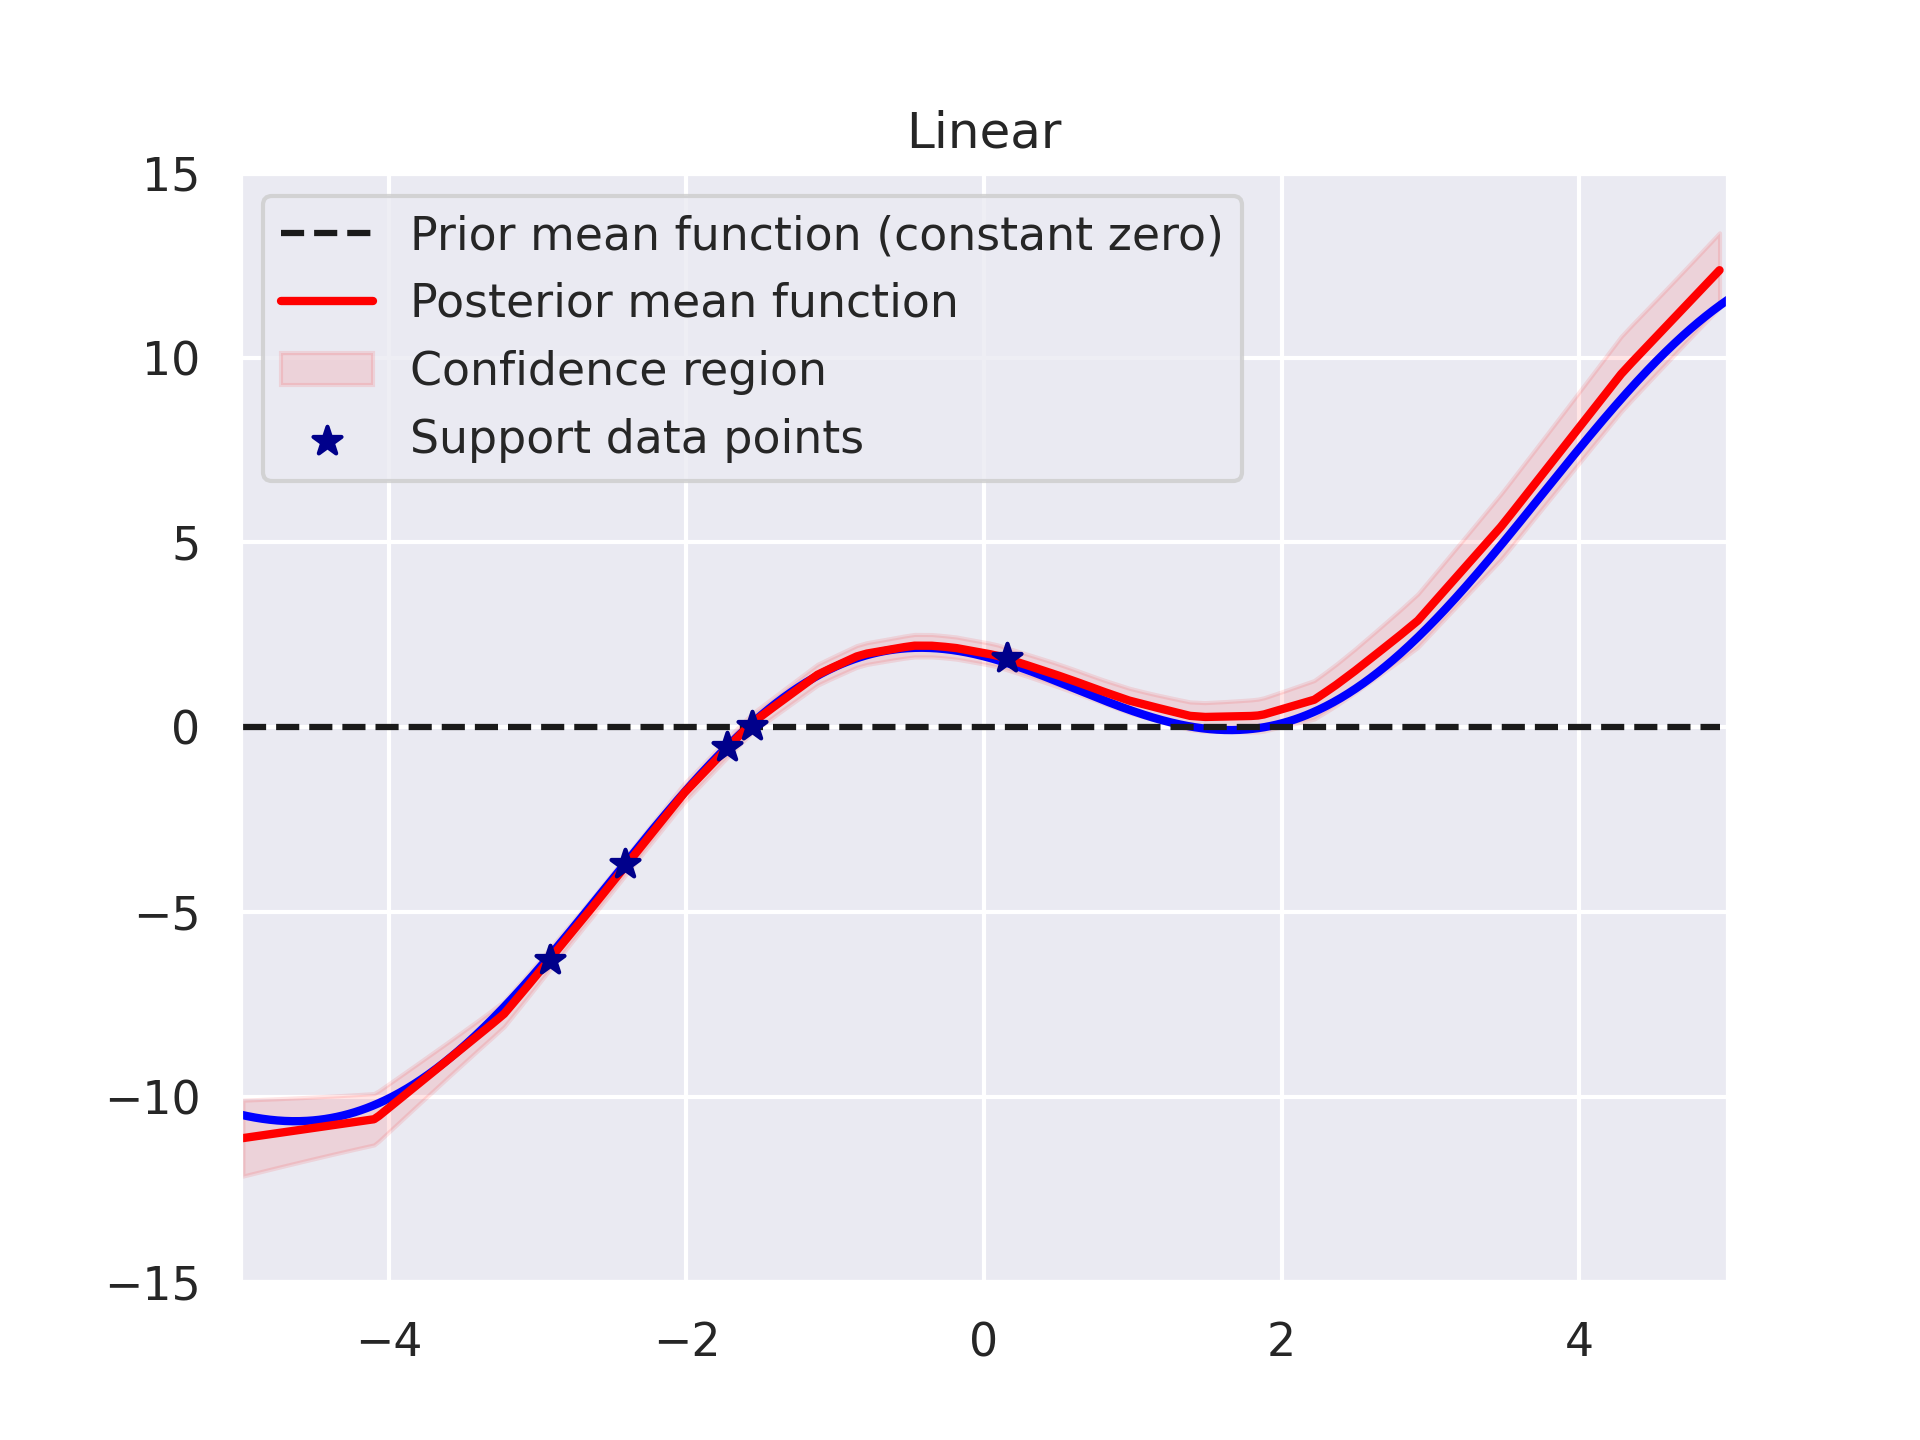 Linear
15
10
5
0
−5
−10
−15
Prior mean function (constant zero)
Posterior mean function
Confidence region
Support data points
−4
−2
0
2
4